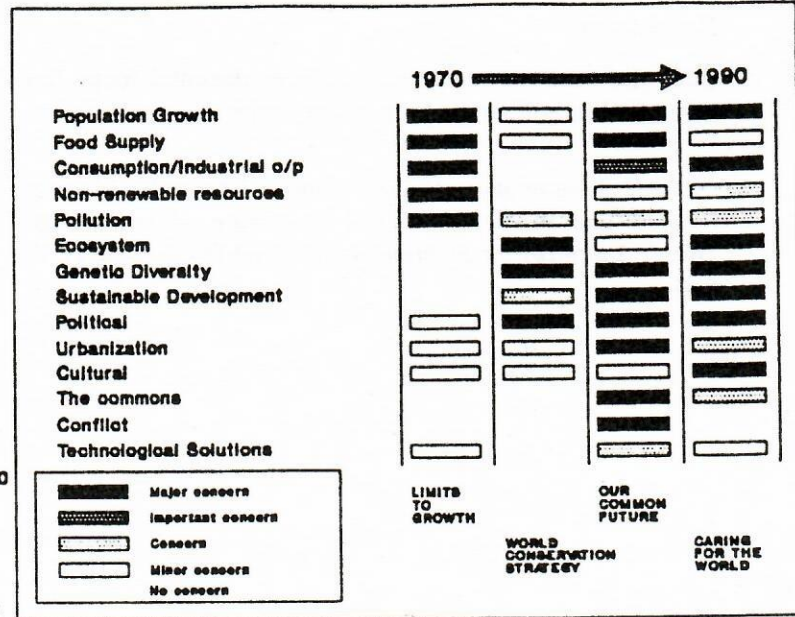 1970 1990
Population Growth
Food Supply
Consumption/Industrial o/p
Non-renewable resources
Pollution
Ecosystem
Genetic Diversity
Sustainable Development
Political
Urbanization
Cultural
The commons
Conflict
Technological Solutions
Major concern
Important concern
Concern
Minor concern
No concern
LIMITS
TO
GROWTH
WORLD
CONSERVATION
STRATEGY
OUR
COMMON
FUTURE
CARING
FOR THE
WORLD